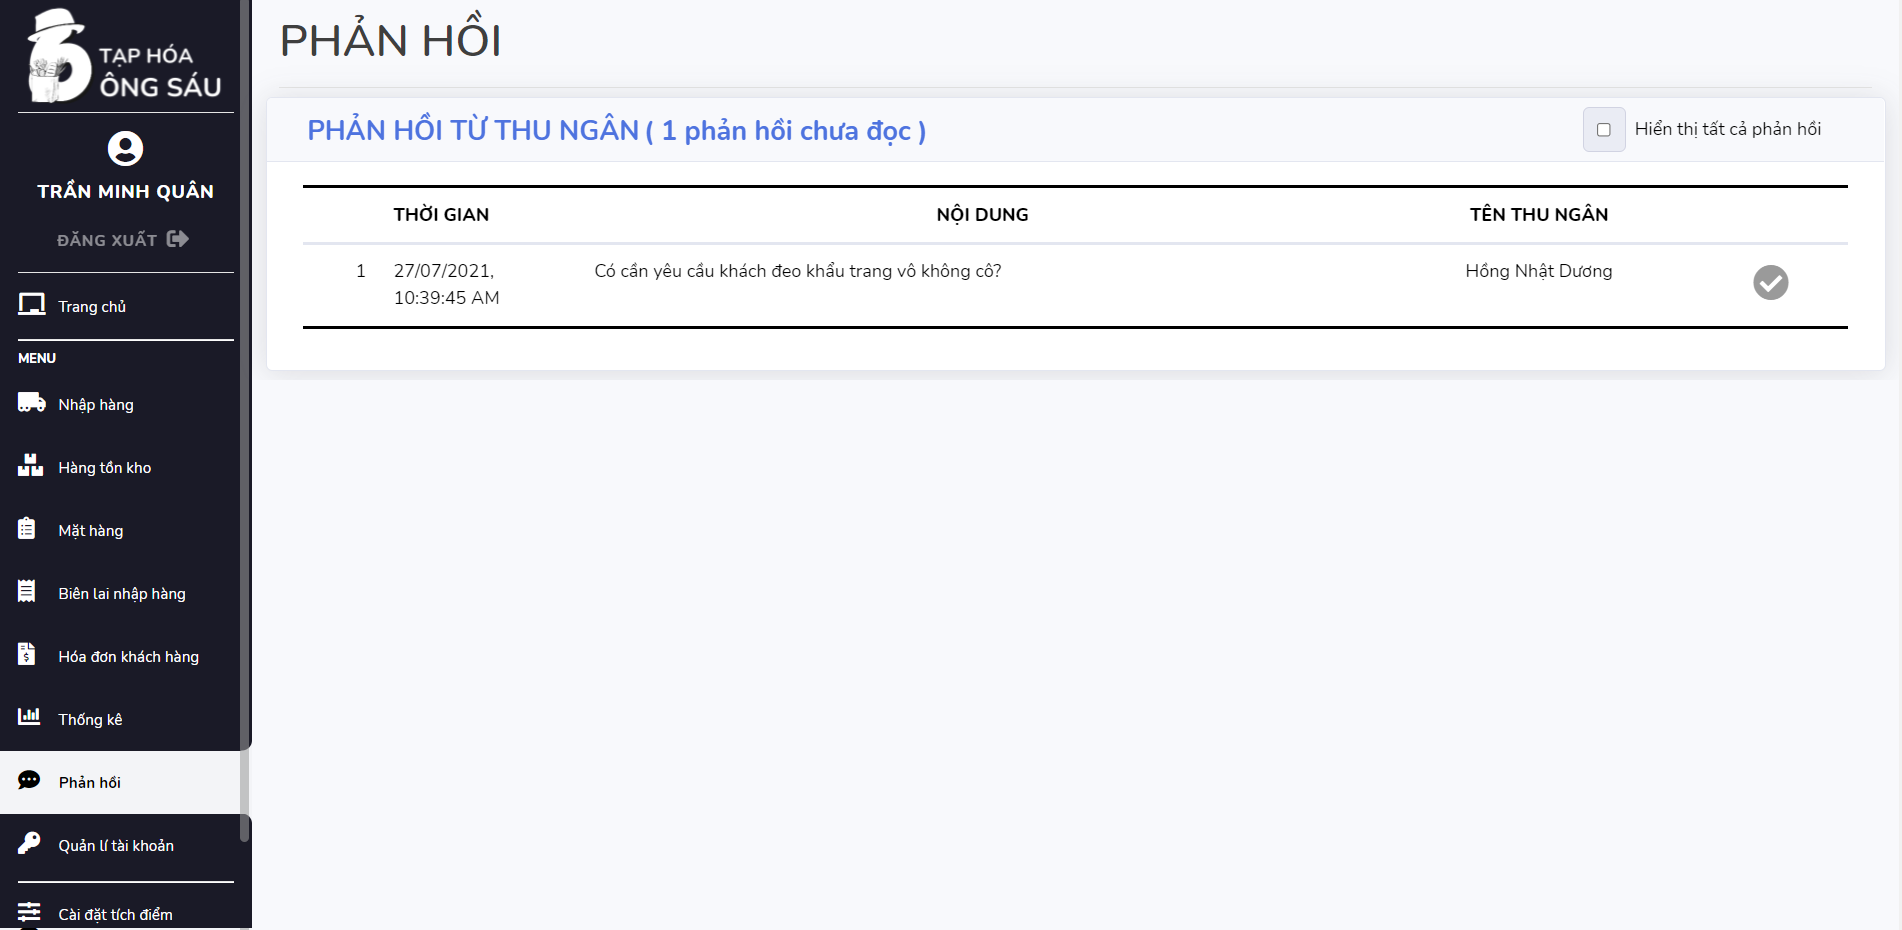 TẠP HÓA
ÔNG SÁU
TRẦN MINH QUÂN
ĐĂNG XUẤT
Trang chủ
MENU
Nhập hàng
Hàng tồn kho
Mặt hàng
Biên lai nhập hàng
Hóa đơn khách hàng
Thống kê
Phản hồi
Quản lí tài khoản
Cài đặt tích điểm
PHẢN HỒI
PHẢN HỒI TỪ THU NGÂN ( 1 phản hồi chưa đọc )
Hiển thị tất cả phản hồi
THỜI GIAN NỘI DUNG TÊN THU NGÂN
1 27/07/2021, Có cần yêu cầu khách đeo khẩu trang vô không cô? Hồng Nhật Dương
10:39:45 AM